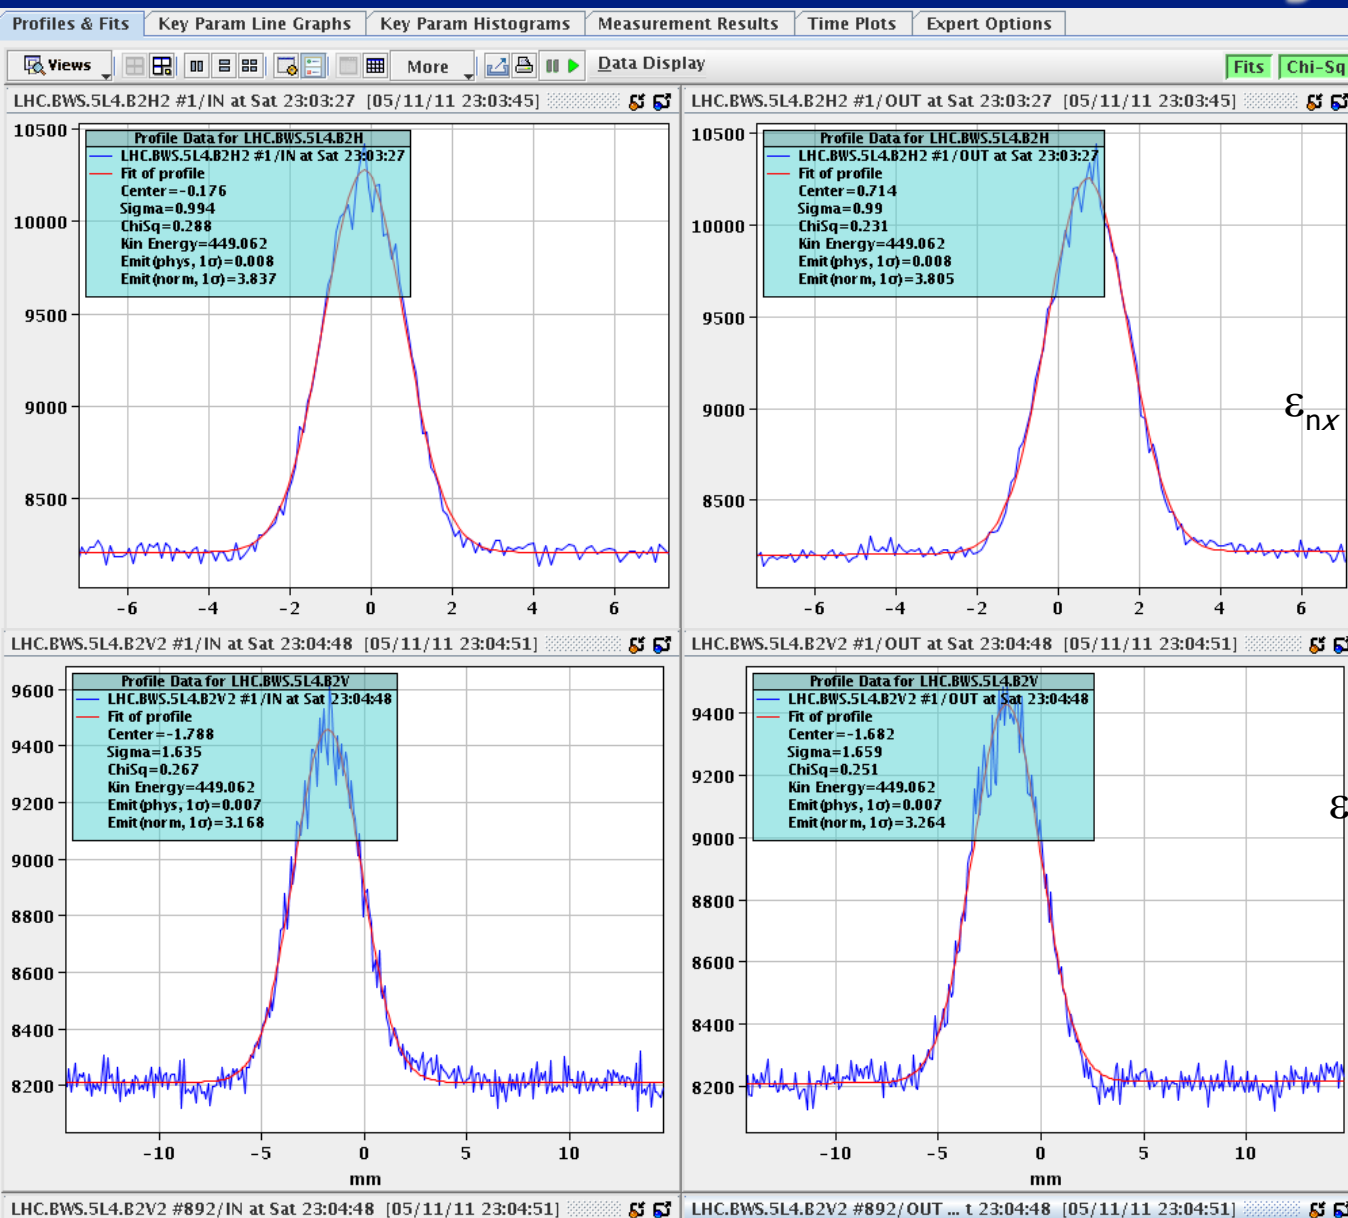 Profiles & Fits Key Param Line Graphs Key Param Histograms Measurement Results Time Plots Expert Options
Views More Data Display Fits Chi-Sq
LHC.BWS.5L4.B2H2 #1/IN at Sat 23:03:27 [05/11/11 23:03:45]
10500
10000
9500
9000
8500
Profile Data for LHC.BWS.5L4.B2H
LHC.BWS.5L4.B2H2 #1/IN at Sat 23:03:27
Fit of profile
Center=-0.176
Sigma=0.994
ChiSq=0.288
Kin Energy=449.062
Emit(phys, 1σ)=0.008
Emit(norm, 1σ)=3.837
-6 -4 -2 0 2 4 6
LHC.BWS.5L4.B2H2 #1/OUT at Sat 23:03:27 [05/11/11 23:03:45]
10500
10000
9500
9000
8500
Profile Data for LHC.BWS.5L4.B2H
LHC.BWS.5L4.B2H2 #1/OUT at Sat 23:03:27
Fit of profile
Center=0.714
Sigma=0.99
ChiSq=0.231
Kin Energy=449.062
Emit(phys, 1σ)=0.008
Emit(norm, 1σ)=3.805
εnx
-6 -4 -2 0 2 4 6
LHC.BWS.5L4.B2V2 #1/IN at Sat 23:04:48 [05/11/11 23:04:51]
9600
9400
9200
9000
8800
8600
8400
8200
Profile Data for LHC.BWS.5L4.B2V
LHC.BWS.5L4.B2V2 #1/IN at Sat 23:04:48
Fit of profile
Center=-1.788
Sigma=1.635
ChiSq=0.267
Kin Energy=449.062
Emit(phys, 1σ)=0.007
Emit(norm, 1σ)=3.168
-10 -5 0 5 10
mm
LHC.BWS.5L4.B2V2 #1/OUT at Sat 23:04:48 [05/11/11 23:04:51]
9400
9200
9000
8800
8600
8400
8200
Profile Data for LHC.BWS.5L4.B2V
LHC.BWS.5L4.B2V2 #1/OUT at Sat 23:04:48
Fit of profile
Center=-1.682
Sigma=1.659
ChiSq=0.251
Kin Energy=449.062
Emit(phys, 1σ)=0.007
Emit(norm, 1σ)=3.264
ε
-10 -5 0 5 10
mm
LHC.BWS.5L4.B2V2 #892/IN at Sat 23:04:48 [05/11/11 23:04:51]
LHC.BWS.5L4.B2V2 #892/OUT ... t 23:04:48 [05/11/11 23:04:51]